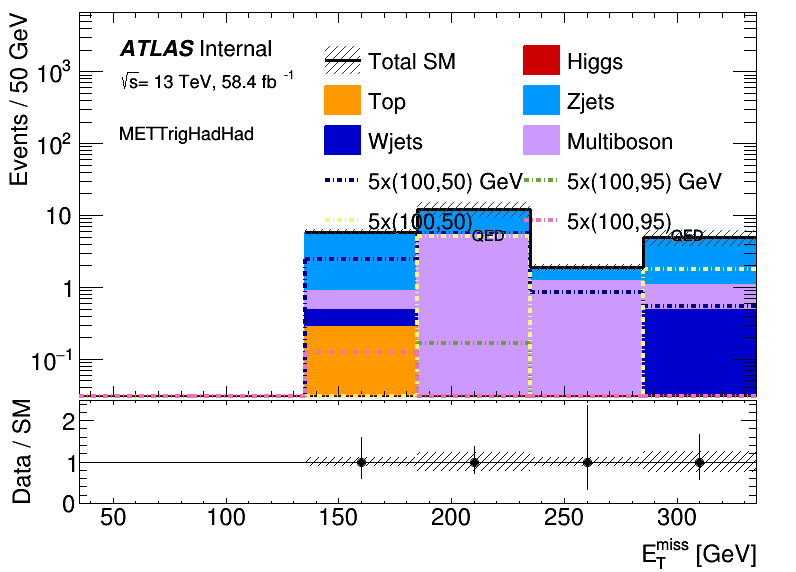 Events / 50 GeV
10³
10²
10
1
10⁻¹
ATLAS Internal
√s= 13 TeV, 58.4 fb ⁻¹
METTrigHadHad
Total SM
Higgs
Top
Zjets
Wjets
Multiboson
5x(100,50) GeV
5x(100,95) GeV
5x(100,50)QED
5x(100,95)QED
Data / SM
2
1
0
50 100 150 200 250 300
E_T^miss [GeV]